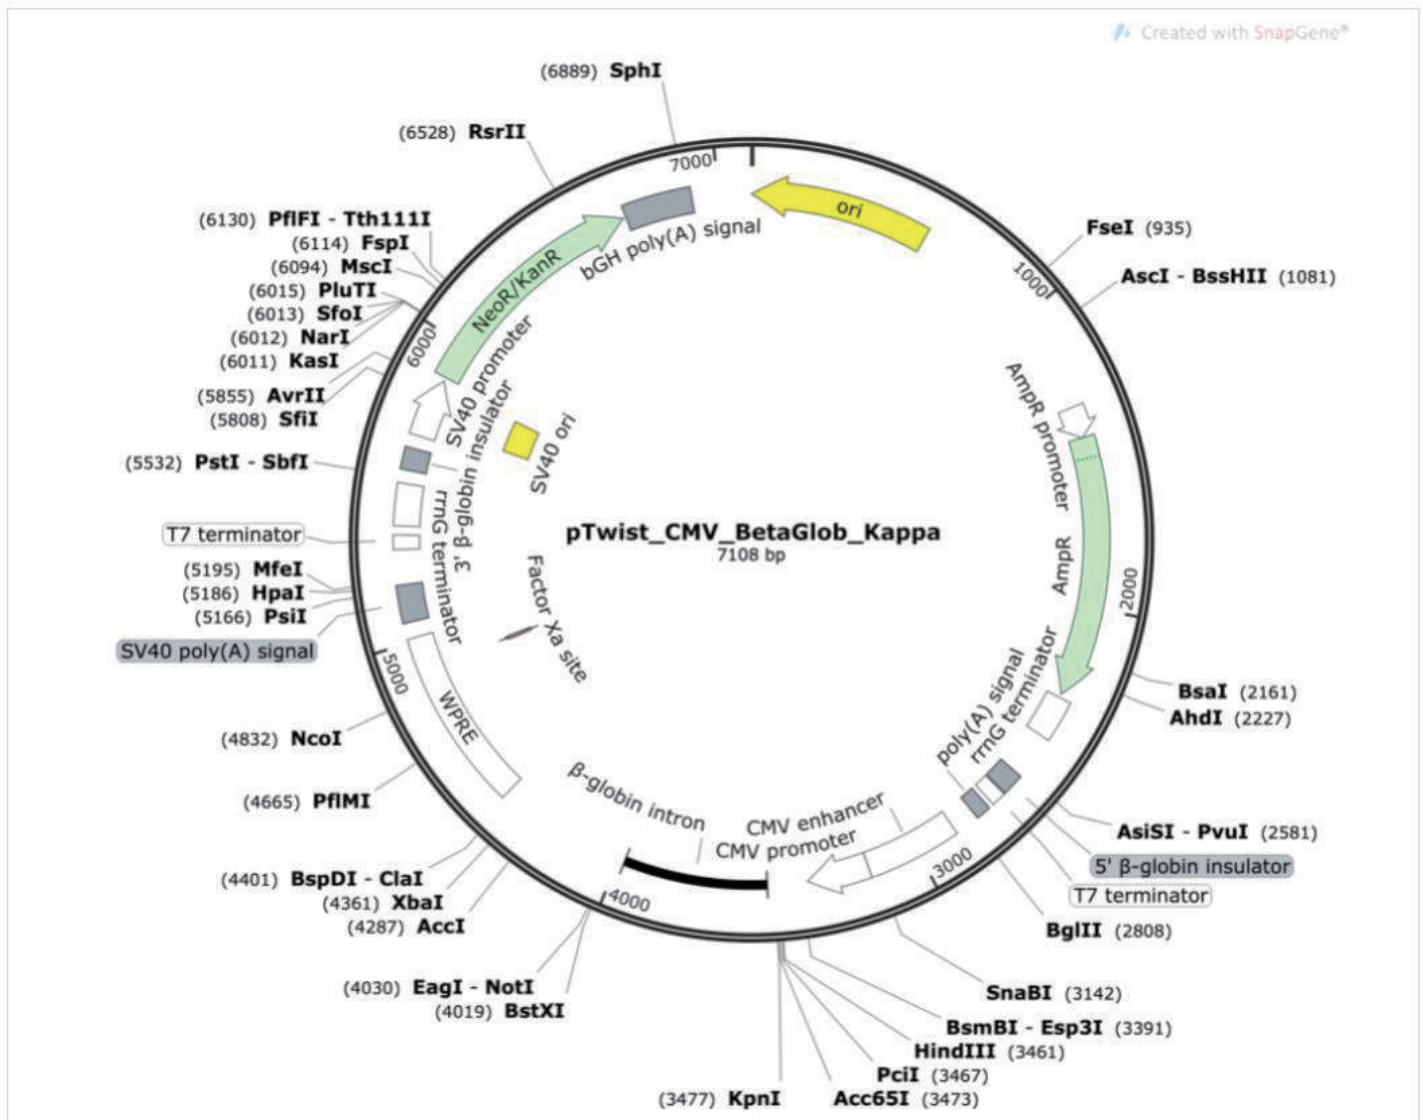 Created with SnapGene®
(6889) SphI
(6528) RsrII
7000
ori
bGH poly(A) signal
FseI (935)
1000
AscI - BssHII (1081)
(6130) PflFI - Tth111I
(6114) FspI
(6094) MscI
(6015) PluTI
(6013) SfoI
(6012) NarI
(6011) KasI
(5855) AvrII
(5808) SfiI
6000
NeoR/KanR
SV40 promoter
3' β-globin insulator
SV40 ori
AmpR promoter
(5532) PstI - SbfI
rrnG terminator
T7 terminator
pTwist_CMV_BetaGlob_Kappa
7108 bp
AmpR
2000
(5195) MfeI
(5186) HpaI
(5166) PsiI
SV40 poly(A) signal
Factor Xa site
5000
WPRE
BsaI (2161)
AhdI (2227)
poly(A) signal
rrnG terminator
(4832) NcoI
(4665) PflMI
β-globin intron
CMV enhancer
CMV promoter
AsiSI - PvuI (2581)
5' β-globin insulator
T7 terminator
3000
BglII (2808)
(4401) BspDI - ClaI
(4361) XbaI
(4287) AccI
4000
(4030) EagI - NotI
(4019) BstXI
SnaBI (3142)
BsmBI - Esp3I (3391)
HindIII (3461)
PciI (3467)
Acc65I (3473)
(3477) KpnI